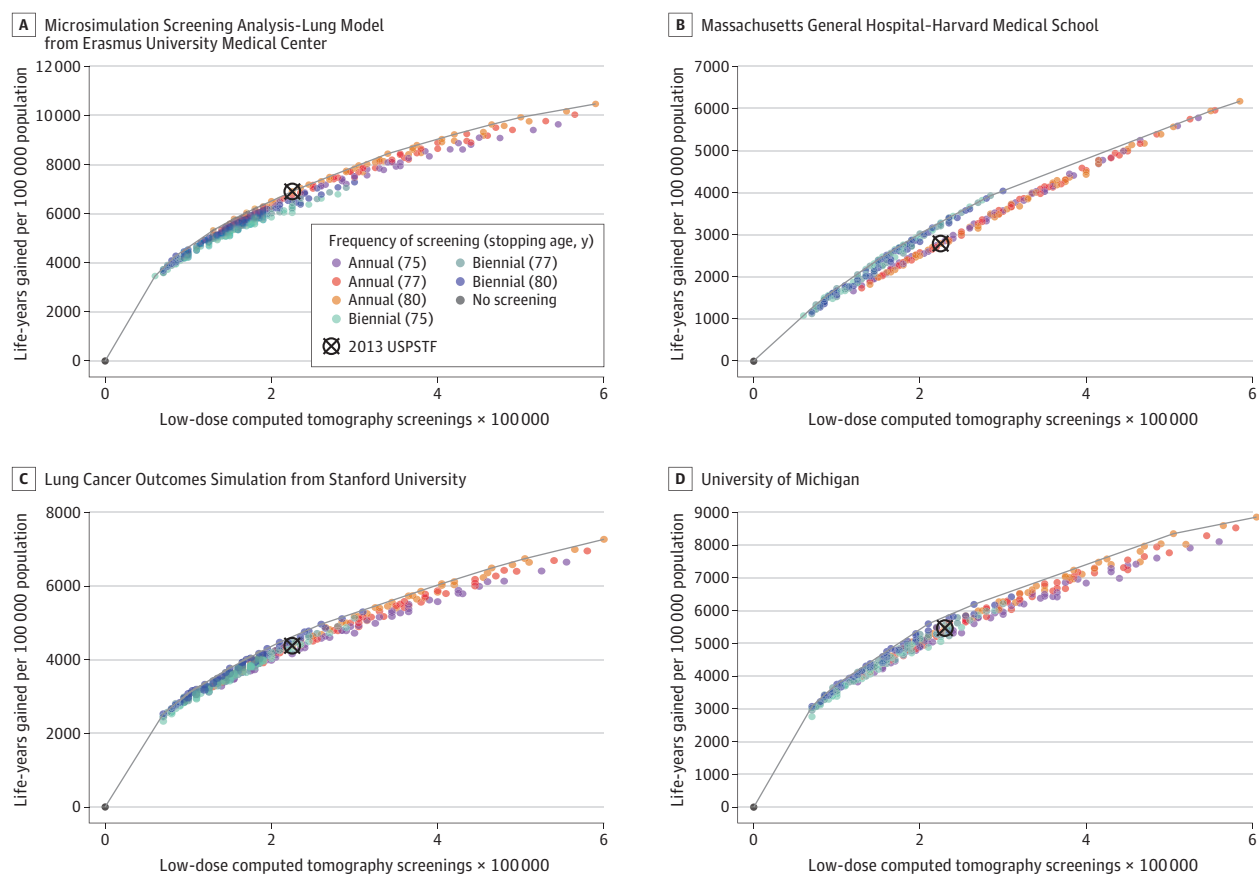 A Microsimulation Screening Analysis-Lung Model
from Erasmus University Medical Center
12 000
10 000
8000
6000
4000
2000
0
Life-years gained per 100 000 population
0 2 4 6
Low-dose computed tomography screenings × 100 000
Frequency of screening (stopping age, y)
Annual (75) Biennial (77)
Annual (77) Biennial (80)
Annual (80) No screening
Biennial (75)
2013 USPSTF
B Massachusetts General Hospital-Harvard Medical School
7000
6000
5000
4000
3000
2000
1000
0
Life-years gained per 100 000 population
0 2 4 6
Low-dose computed tomography screenings × 100 000
C Lung Cancer Outcomes Simulation from Stanford University
8000
6000
4000
2000
0
Life-years gained per 100 000 population
0 2 4 6
Low-dose computed tomography screenings × 100 000
D University of Michigan
9000
8000
7000
6000
5000
4000
3000
2000
1000
0
Life-years gained per 100 000 population
0 2 4 6
Low-dose computed tomography screenings × 100 000